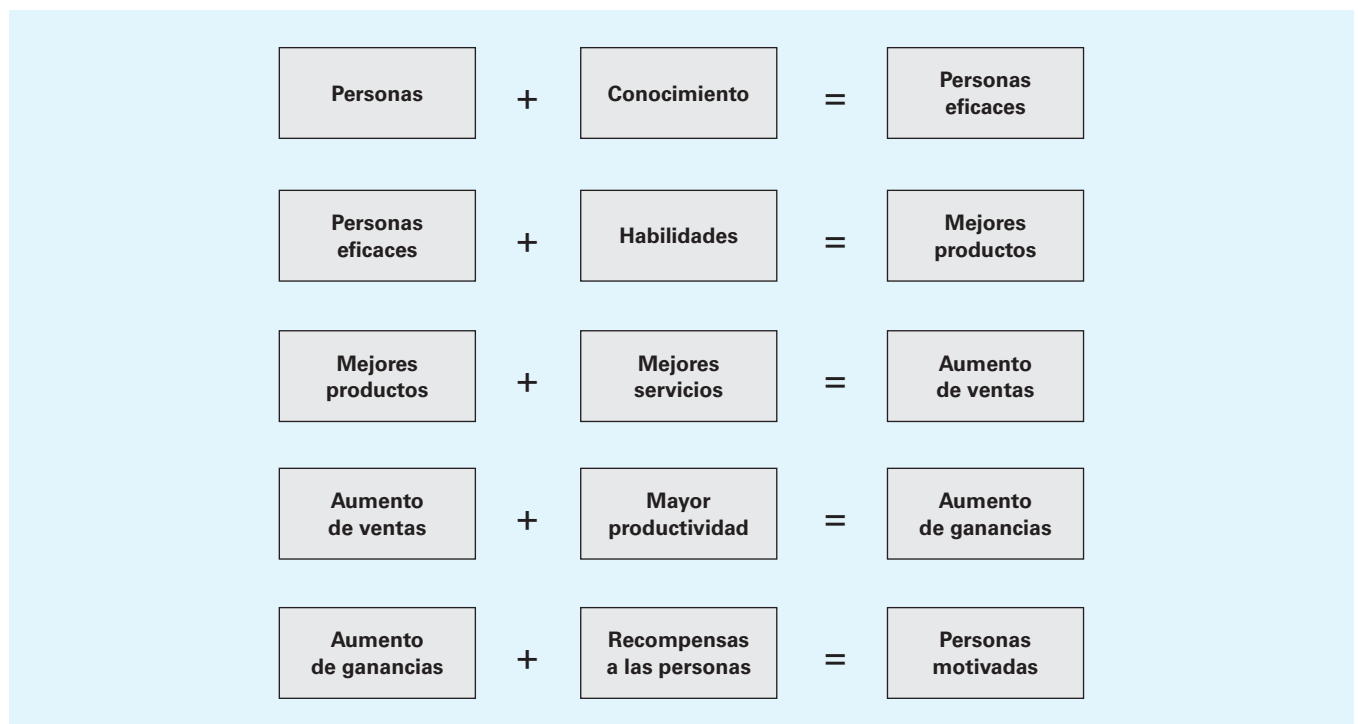 Personas + Conocimiento = Personas
eficaces
Personas
eficaces + Habilidades = Mejores
productos
Mejores
productos + Mejores
servicios = Aumento
de ventas
Aumento
de ventas + Mayor
productividad = Aumento
de ganancias
Aumento
de ganancias + Recompensas
a las personas = Personas
motivadas